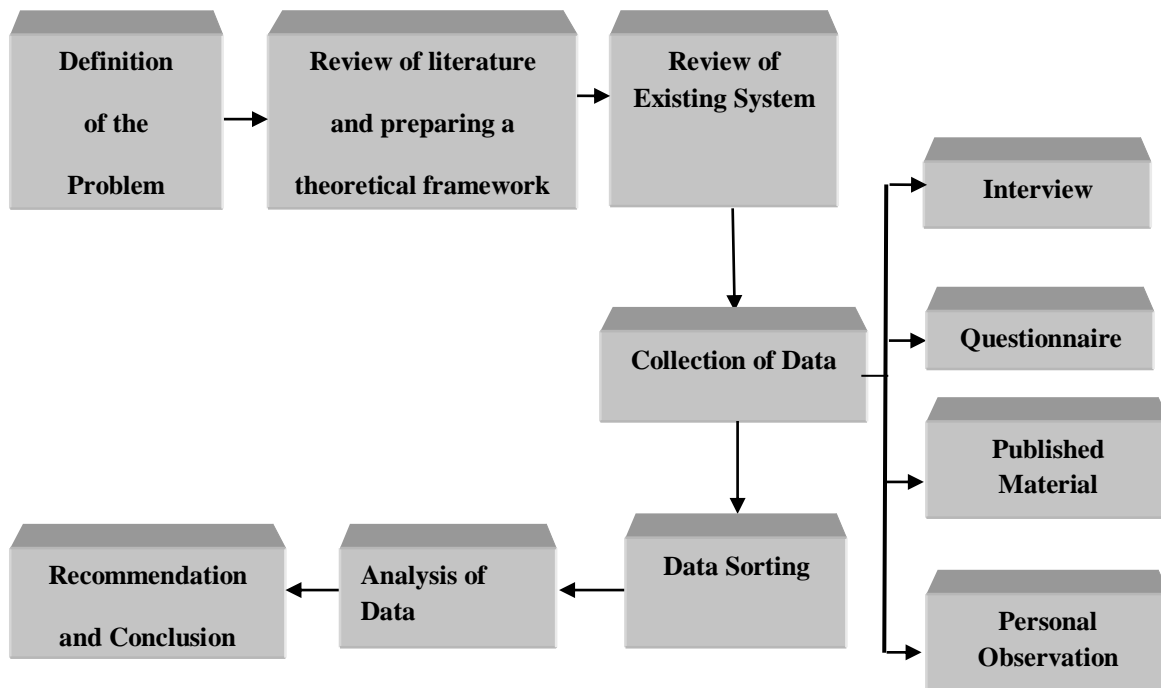 Definition
of the
Problem
Review of literature
and preparing a
theoretical framework
Review of
Existing System
Interview
Questionnaire
Collection of Data
Published
Material
Data Sorting
Analysis of
Data
Recommendation
and Conclusion
Personal
Observation